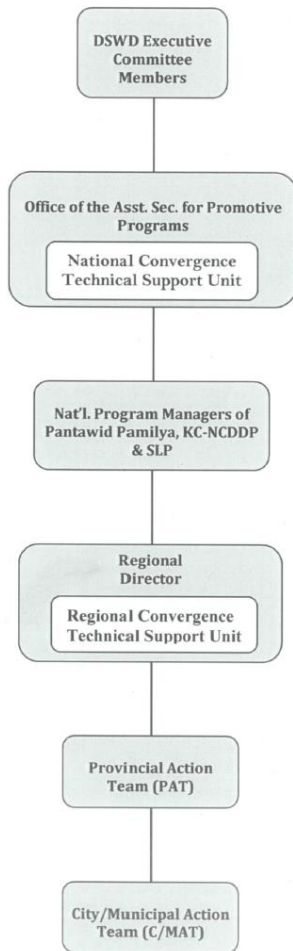 DSWD Executive
Committee
Members
Office of the Asst. Sec. for Promotive
Programs
National Convergence
Technical Support Unit
Nat'l. Program Managers of
Pantawid Pamilya, KC-NCDDP
& SLP
Regional
Director
Regional Convergence
Technical Support Unit
Provincial Action
Team (PAT)
City/Municipal Action
Team (C/MAT)